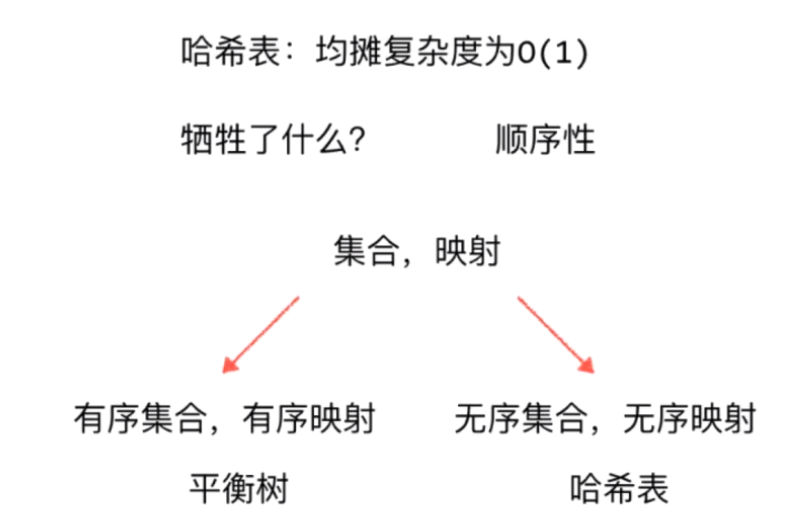 哈希表：均摊复杂度为O(1)
牺牲了什么？ 顺序性
集合，映射
有序集合，有序映射 无序集合，无序映射
平衡树 哈希表